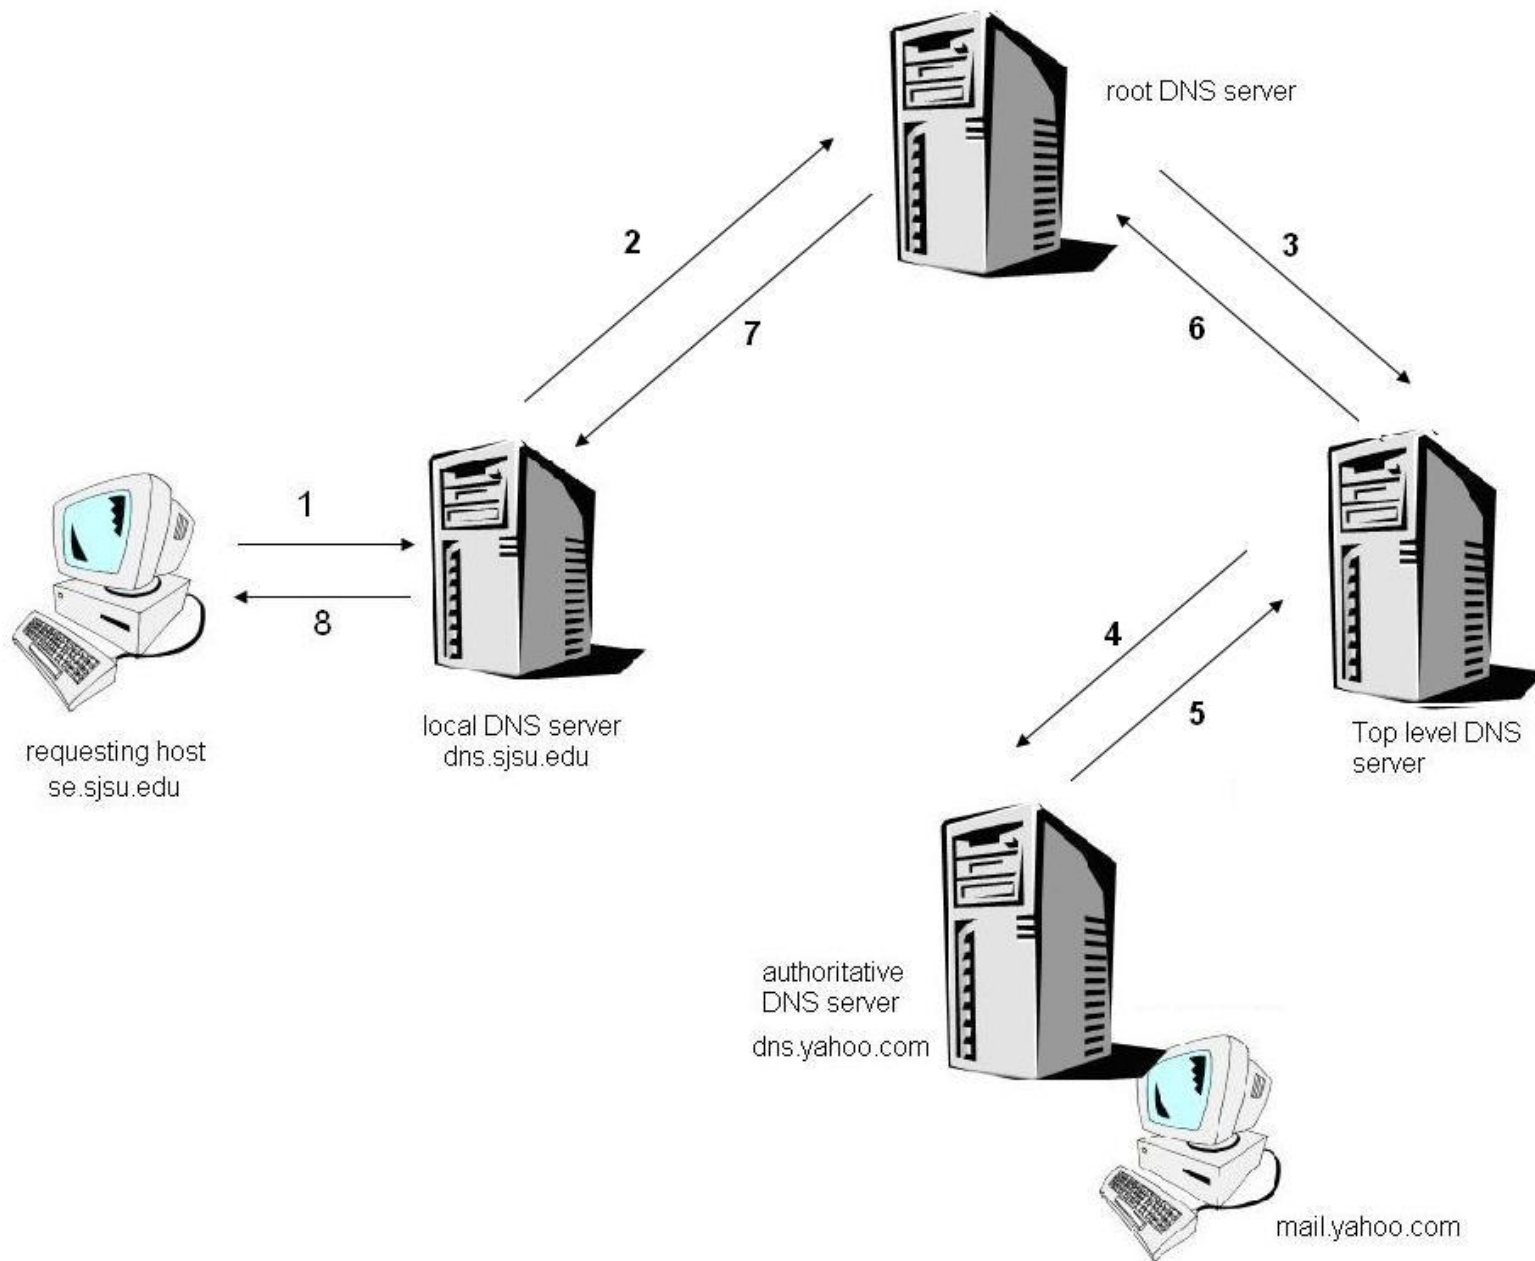 root DNS server
2
3
7
6
1
8
4
5
local DNS server
dns.sjsu.edu
requesting host
se.sjsu.edu
Top level DNS
server
authoritative
DNS server
dns.yahoo.com
mail.yahoo.com